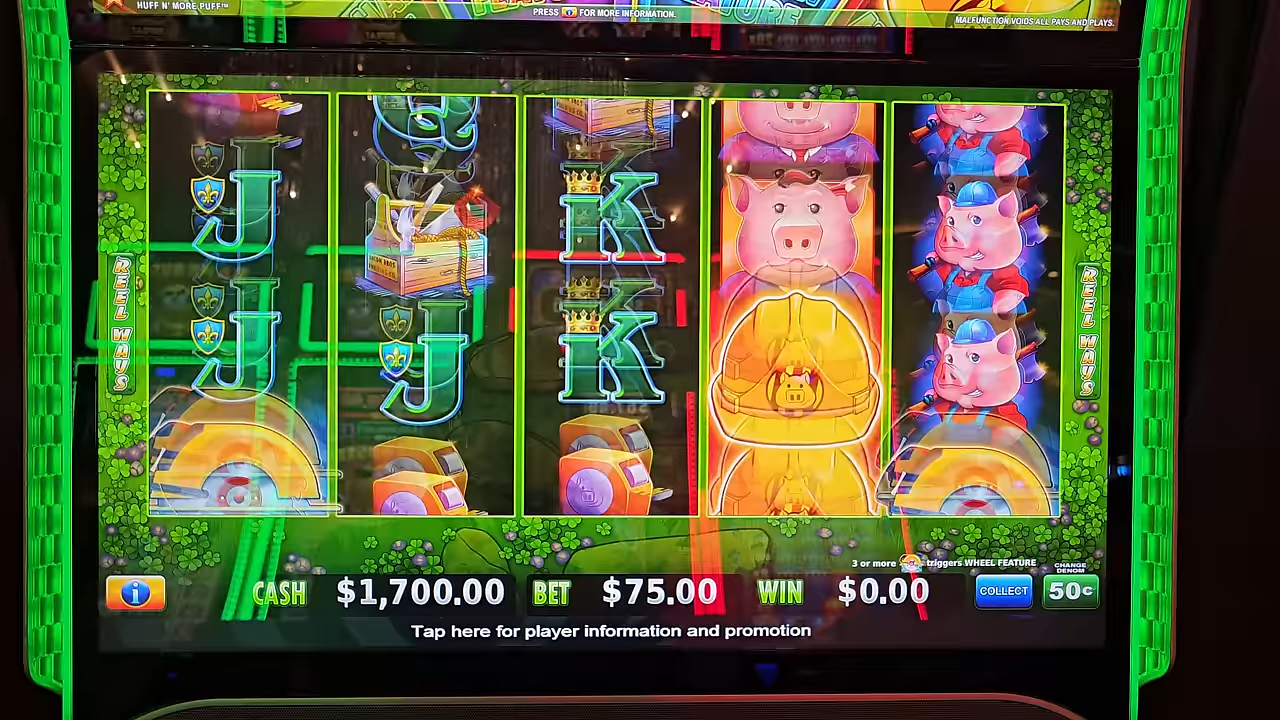 HUFF N' MORE PUFF™
PRESS i FOR MORE INFORMATION.
MALFUNCTION VOIDS ALL PAYS AND PLAYS.
Q
J
K
J
J
K
REEL WAYS
REEL WAYS
3 or more triggers WHEEL FEATURE
CHANGE DENOM
i
CASH $1,700.00 BET $75.00 WIN $0.00
COLLECT
50¢
Tap here for player information and promotion